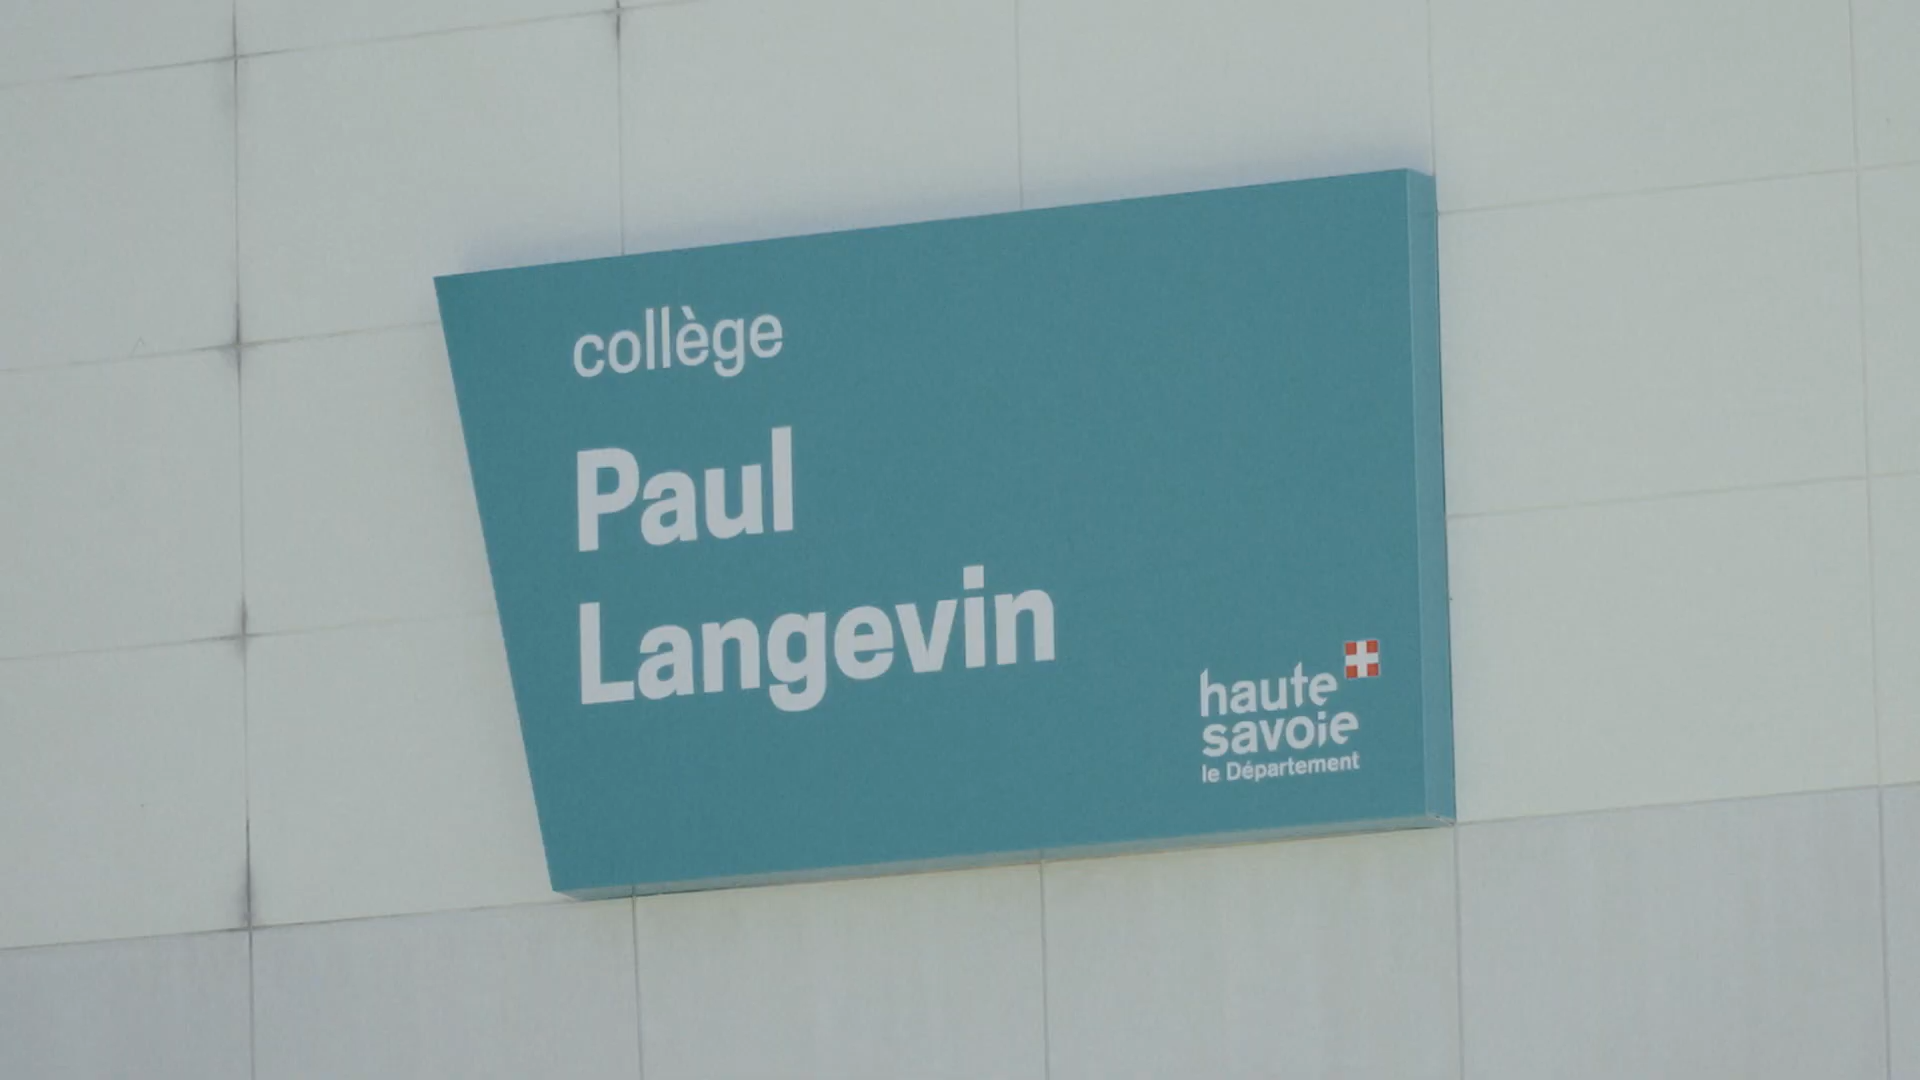 collège
Paul
Langevin
haute
savoie
le Département